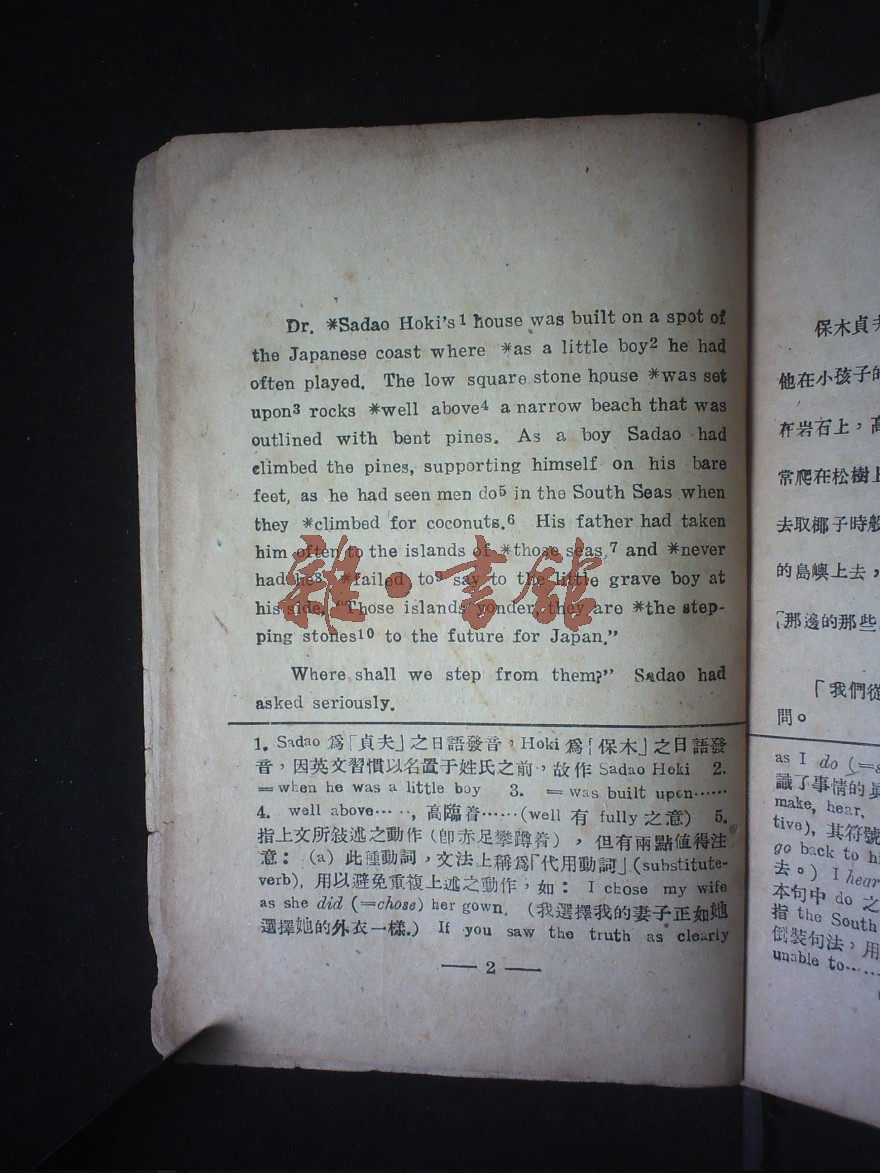 Dr. *Sadao Hoki's1 house was built on a spot of
the Japanese coast where *as a little boy2 he had
often played. The low square stone house *was set
upon3 rocks *well above4 a narrow beach that was
outlined with bent pines. As a boy Sadao had
climbed the pines, supporting himself on his bare
feet, as he had seen men do5 in the South Seas when
they *climbed for coconuts.6 His father had taken
him often to the islands of *those seas,7 and *never
had he8 *failed to9 say to the little grave boy at
his side, "Those islands yonder, they are *the step-
ping stones10 to the future for Japan."
Where shall we step from them?" Sadao had
asked seriously.
1. Sadao 爲「貞夫」之日語發音，Hoki 爲「保木」之日語發
音，因英文習慣以名置于姓氏之前，故作 Sadao Hoki 2.
= when he was a little boy 3. = was built upon……
4. well above……, 高臨着……(well 有 fully 之意) 5.
指上文所敍述之動作（卽赤足攀蹲着），但有兩點值得注
意：(a) 此種動詞，文法上稱爲「代用動詞」(substitute-
verb), 用以避免重複上述之動作，如： I chose my wife
as she did (=chose) her gown. (我選擇我的妻子正如她
選擇她的外衣一樣.) If you saw the truth as clearly
— 2 —
保木貞夫
他在小孩子的
在岩石上，高
常爬在松樹上
去取椰子時般
的島嶼上去，
「那邊的那些
「我們從
問。
as I do (=s
識了事情的眞
make, hear,
tive), 其符號
go back to hi
去。) I hear
本句中 do 之
指 the South
倒裝句法，用
unable to……
雜·書館